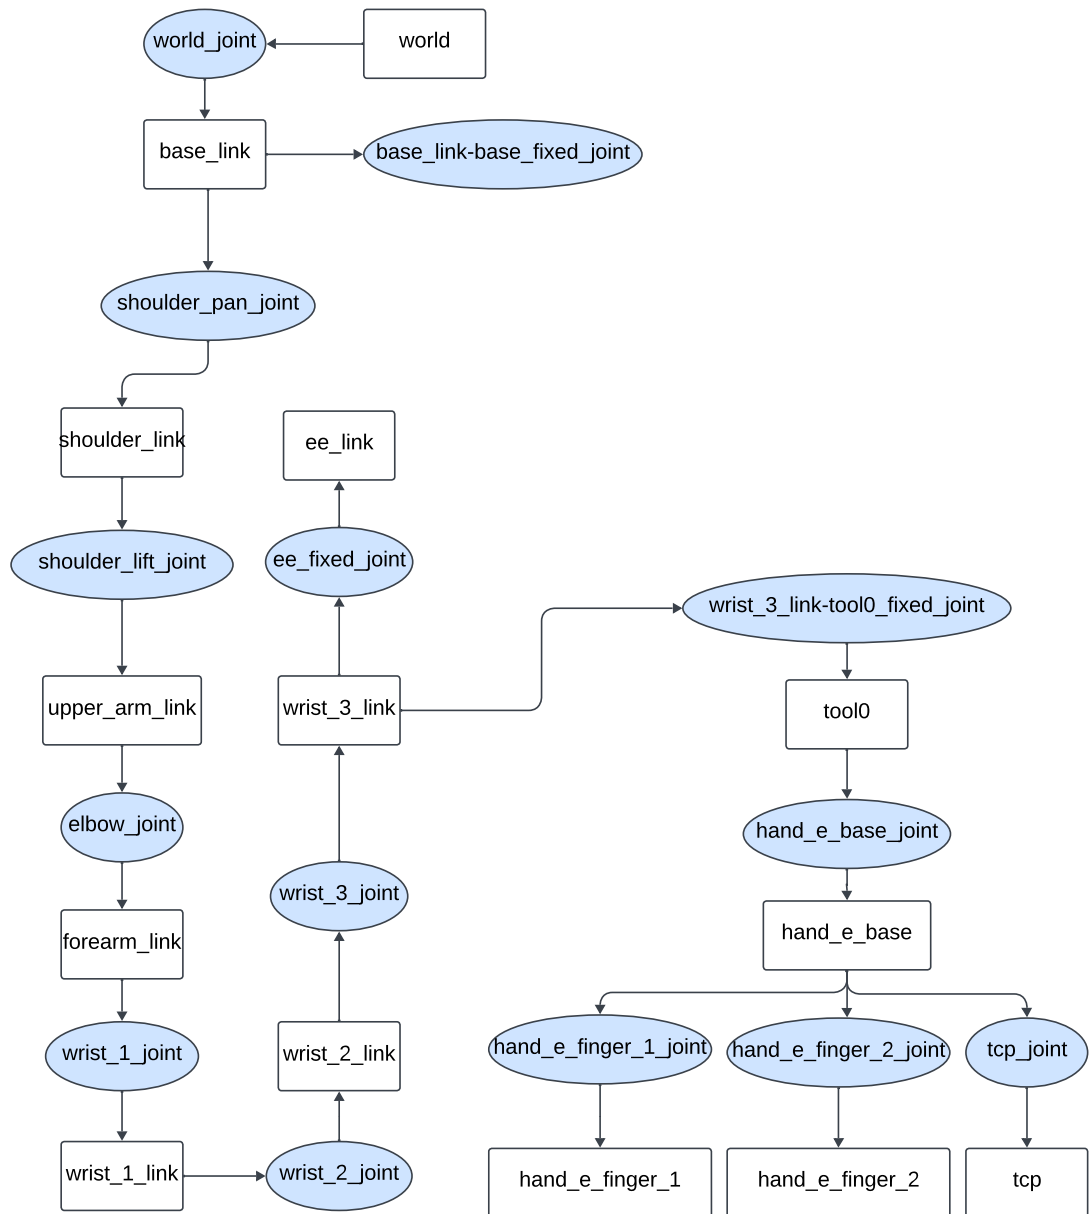 world_joint
world
base_link
base_link-base_fixed_joint
shoulder_pan_joint
shoulder_link
ee_link
shoulder_lift_joint
ee_fixed_joint
wrist_3_link-tool0_fixed_joint
upper_arm_link
wrist_3_link
tool0
elbow_joint
hand_e_base_joint
wrist_3_joint
forearm_link
hand_e_base
wrist_1_joint
wrist_2_link
hand_e_finger_1_joint
hand_e_finger_2_joint
tcp_joint
wrist_1_link
wrist_2_joint
hand_e_finger_1
hand_e_finger_2
tcp